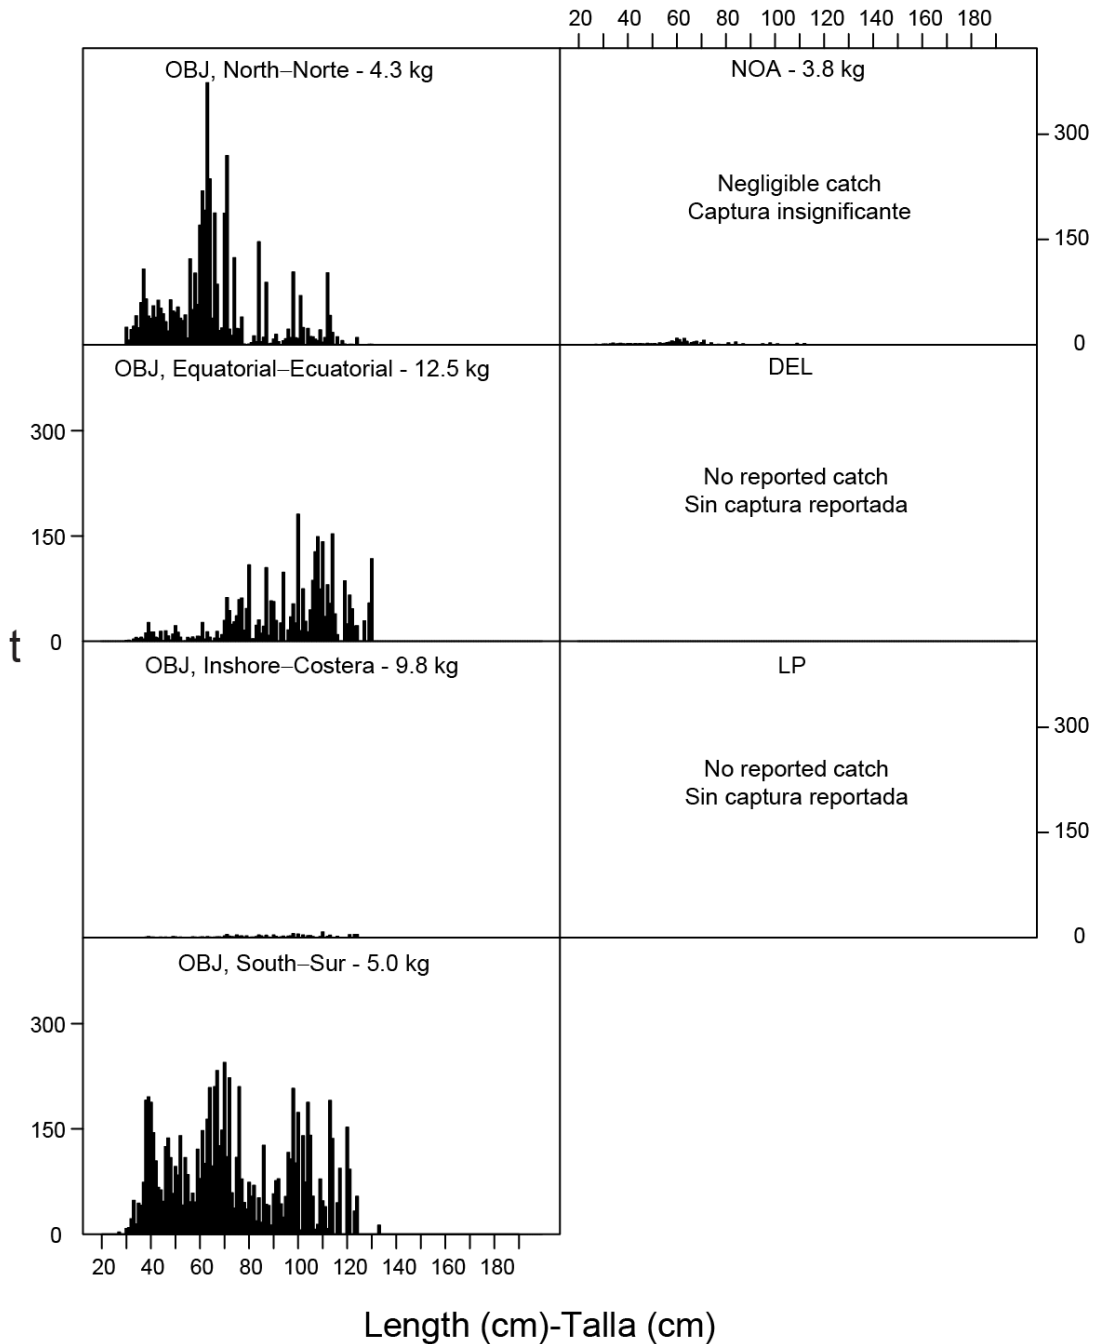 20 40 60 80 100 120 140 160 180
OBJ, North–Norte - 4.3 kg
NOA - 3.8 kg
Negligible catch
Captura insignificante
300
150
0
OBJ, Equatorial–Ecuatorial - 12.5 kg
DEL
No reported catch
Sin captura reportada
300
150
0
t
OBJ, Inshore–Costera - 9.8 kg
LP
No reported catch
Sin captura reportada
300
150
0
OBJ, South–Sur - 5.0 kg
300
150
0
20 40 60 80 100 120 140 160 180
Length (cm)-Talla (cm)